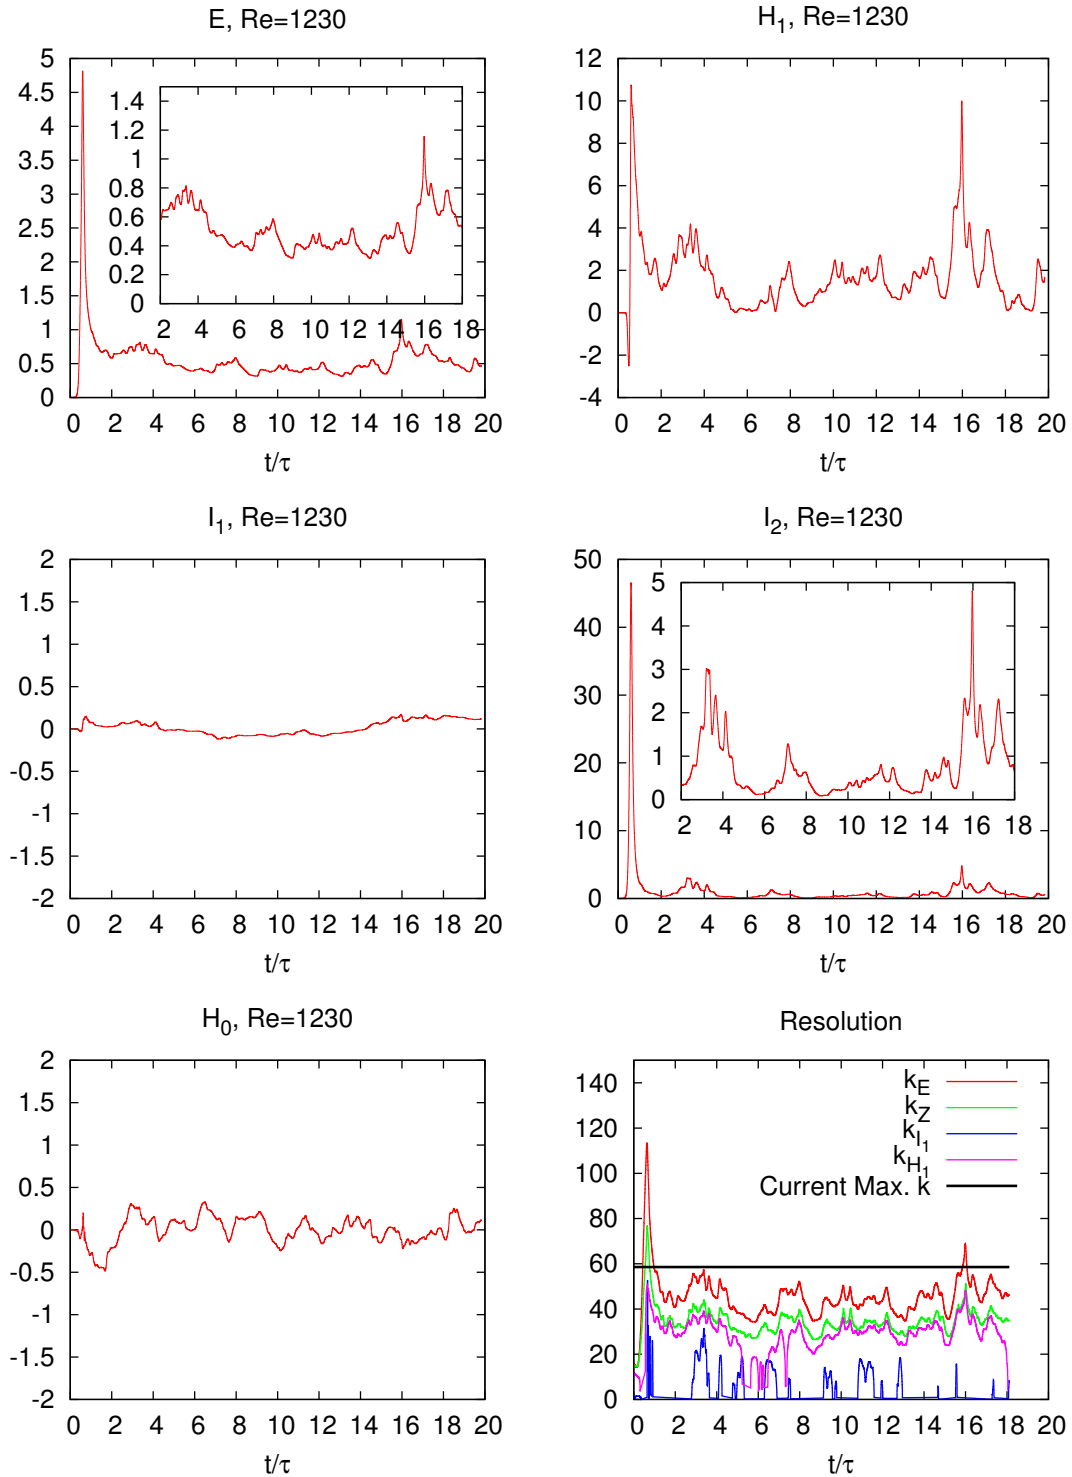 E, Re=1230
5
4.5
4
3.5
3
2.5
2
1.5
1
0.5
0
0 2 4 6 8 10 12 14 16 18 20
t/τ
1.4
1.2
1
0.8
0.6
0.4
0.2
0
2 4 6 8 10 12 14 16 18
H₁, Re=1230
12
10
8
6
4
2
0
-2
-4
0 2 4 6 8 10 12 14 16 18 20
t/τ
I₁, Re=1230
2
1.5
1
0.5
0
-0.5
-1
-1.5
-2
0 2 4 6 8 10 12 14 16 18 20
t/τ
I₂, Re=1230
50
40
30
20
10
0
0 2 4 6 8 10 12 14 16 18 20
t/τ
5
4
3
2
1
0
2 4 6 8 10 12 14 16 18
H₀, Re=1230
2
1.5
1
0.5
0
-0.5
-1
-1.5
-2
0 2 4 6 8 10 12 14 16 18 20
t/τ
Resolution
140
120
100
80
60
40
20
0
0 2 4 6 8 10 12 14 16 18 20
t/τ
k_E
k_Z
k_I₁
k_H₁
Current Max. k